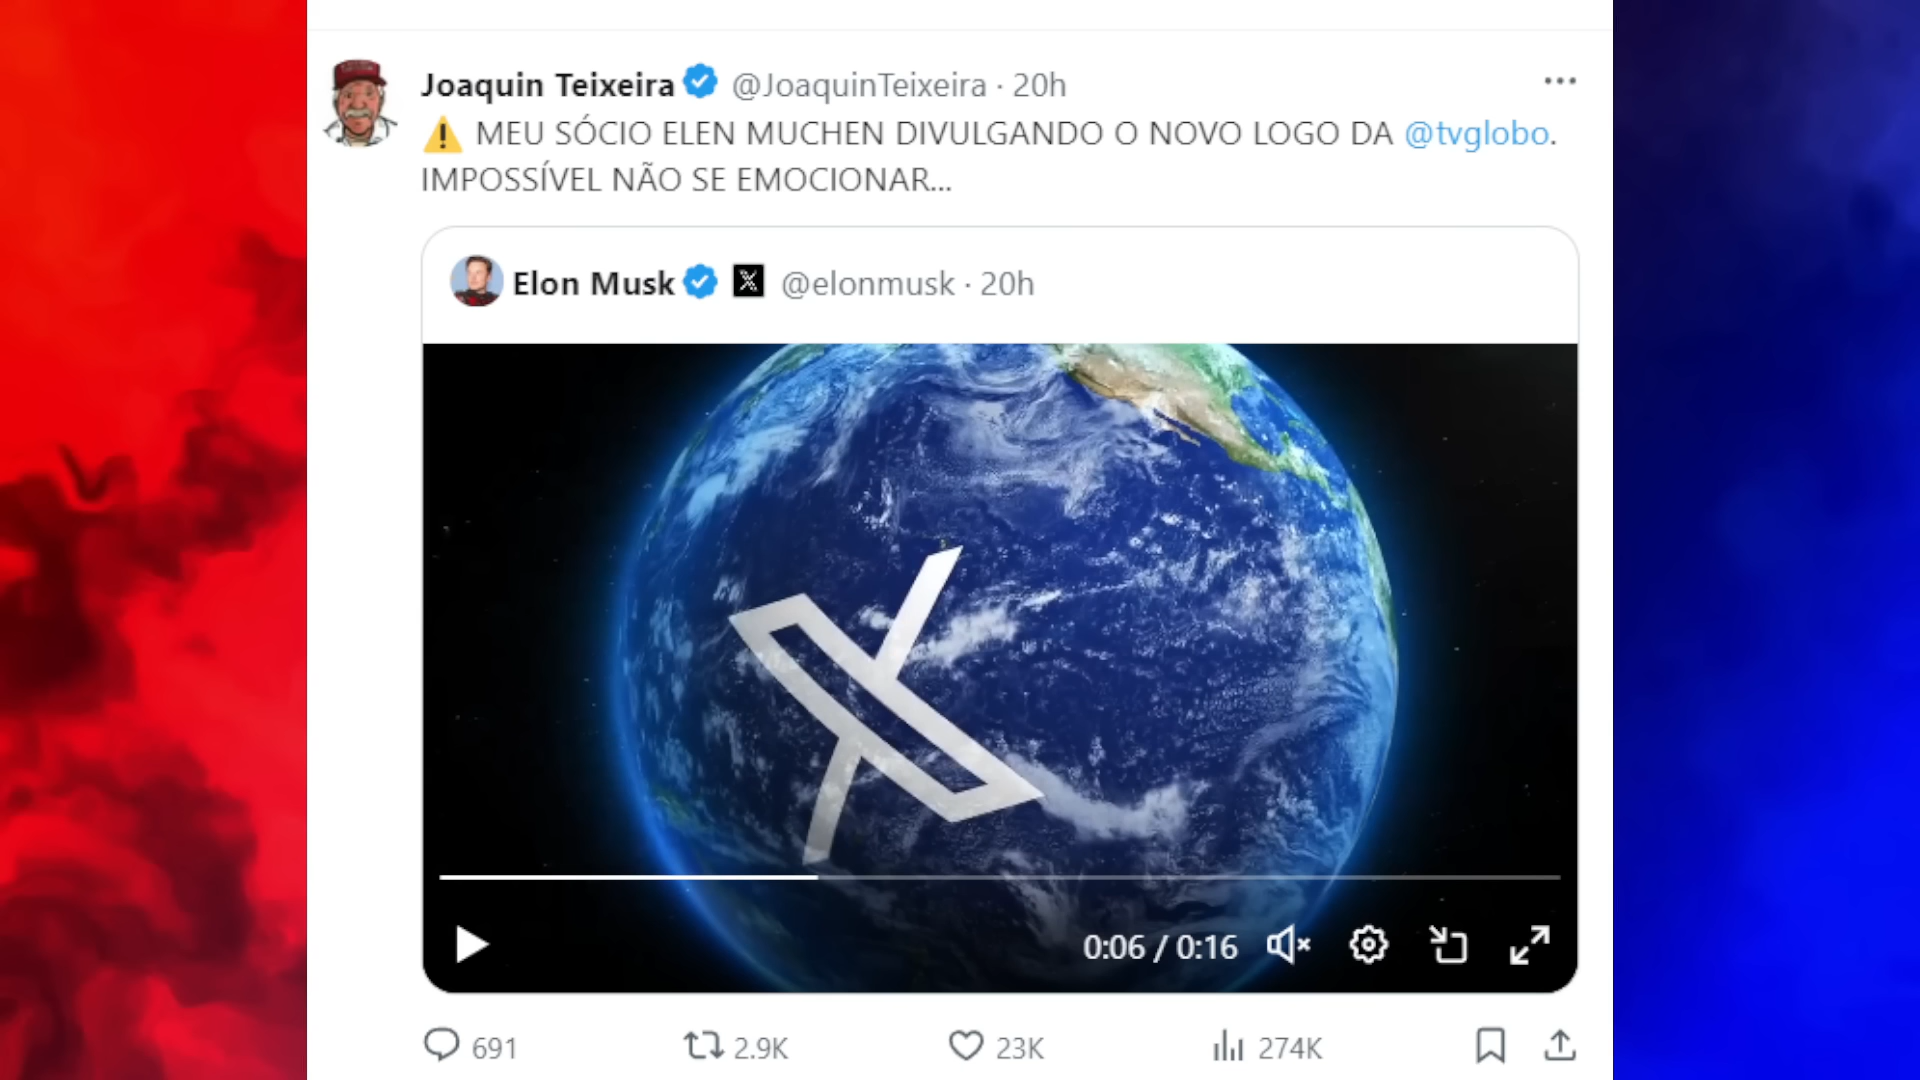 Joaquin Teixeira @JoaquinTeixeira · 20h
⚠️ MEU SÓCIO ELEN MUCHEN DIVULGANDO O NOVO LOGO DA @tvglobo.
IMPOSSÍVEL NÃO SE EMOCIONAR...
Elon Musk X @elonmusk · 20h
X
0:06 / 0:16
691 2.9K 23K 274K